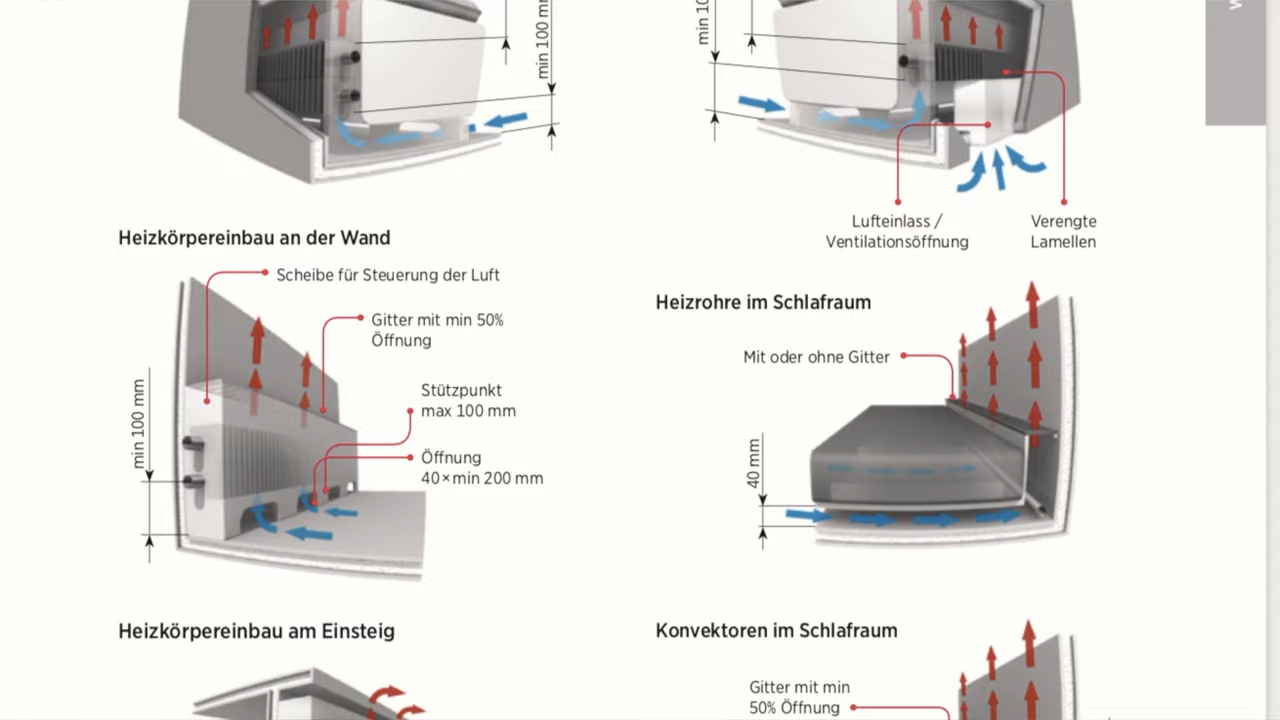 min 100 mm
min 10
W
Lufteinlass /
Ventilationsöffnung
Verengte
Lamellen
Heizkörpereinbau an der Wand
Scheibe für Steuerung der Luft
Gitter mit min 50%
Öffnung
Stützpunkt
max 100 mm
Öffnung
40×min 200 mm
min 100 mm
Heizrohre im Schlafraum
Mit oder ohne Gitter
40 mm
Heizkörpereinbau am Einsteig
Konvektoren im Schlafraum
Gitter mit min
50% Öffnung